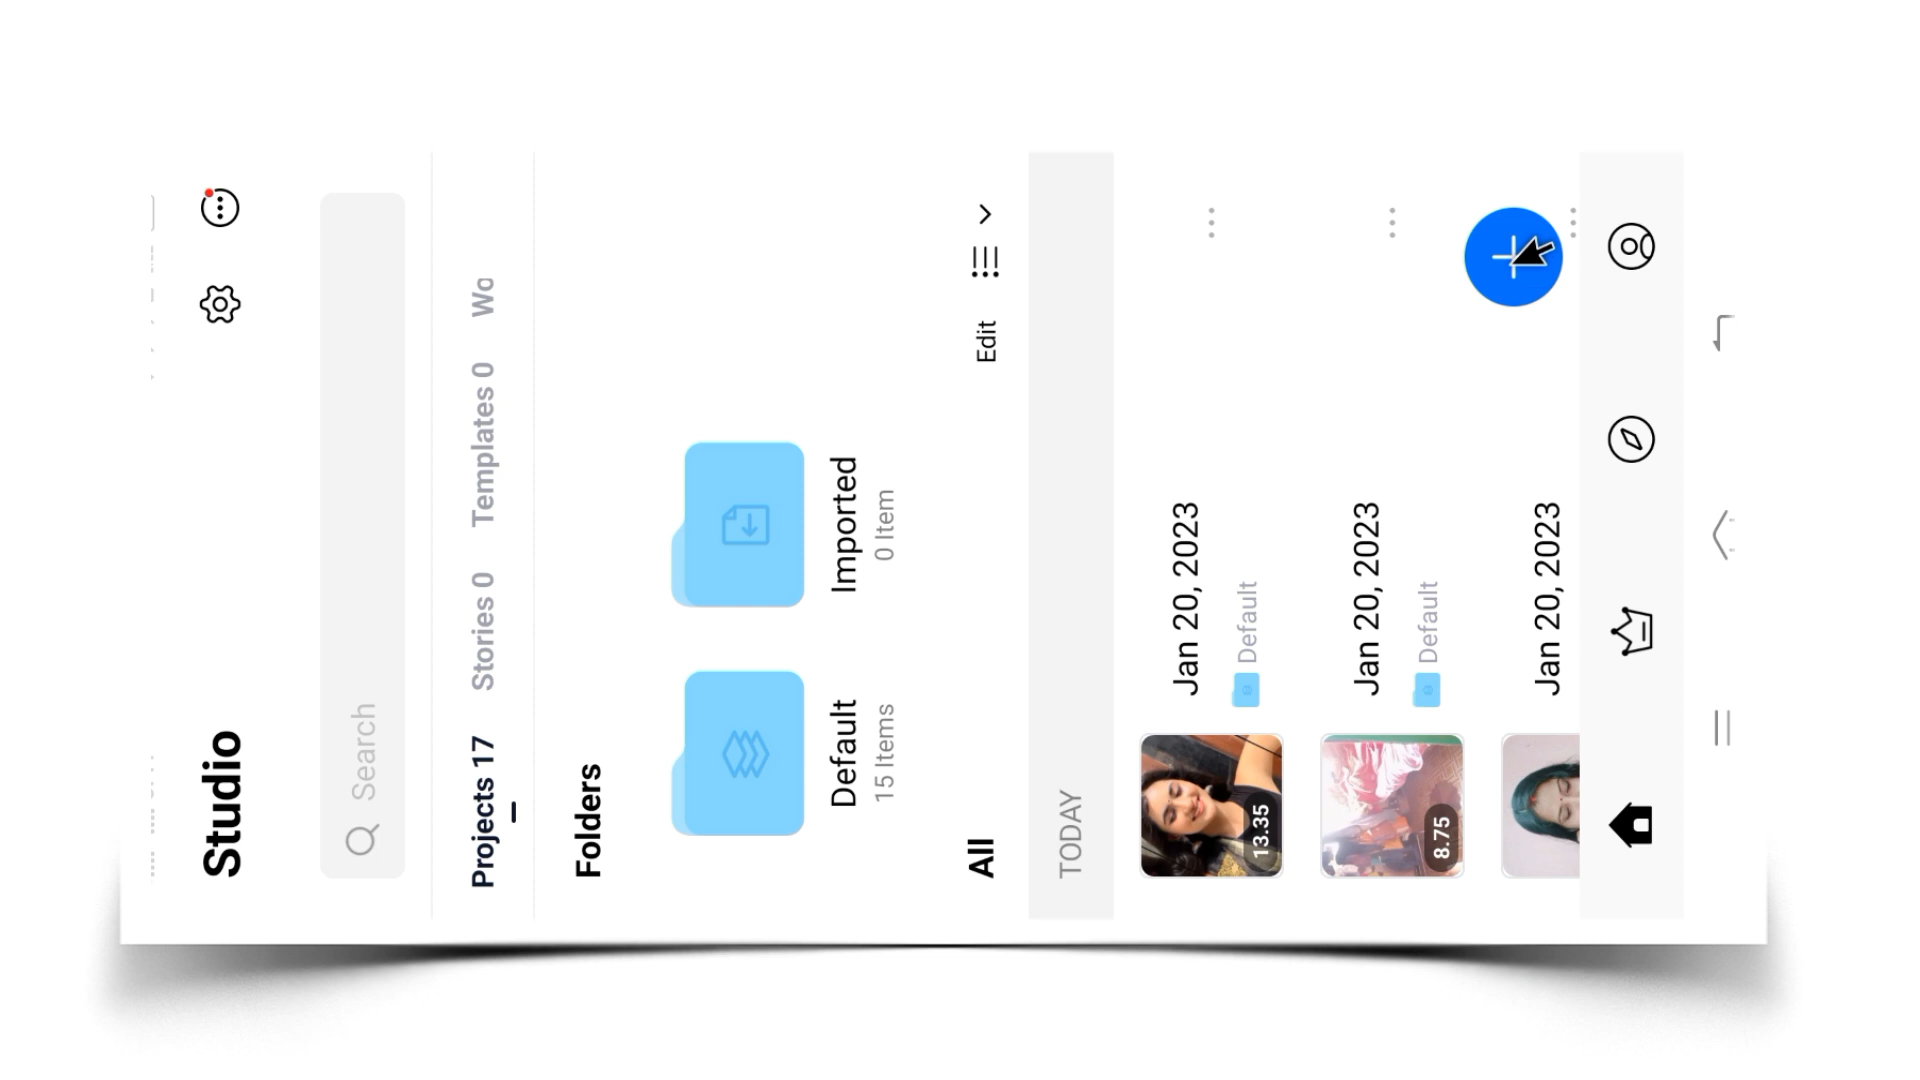 Studio
Search
Projects 17 Stories 0 Templates 0 Wo
Folders
Default Imported
15 Items 0 Item
All Edit
TODAY
Jan 20, 2023
Default
13.35
Jan 20, 2023
Default
8.75
Jan 20, 2023